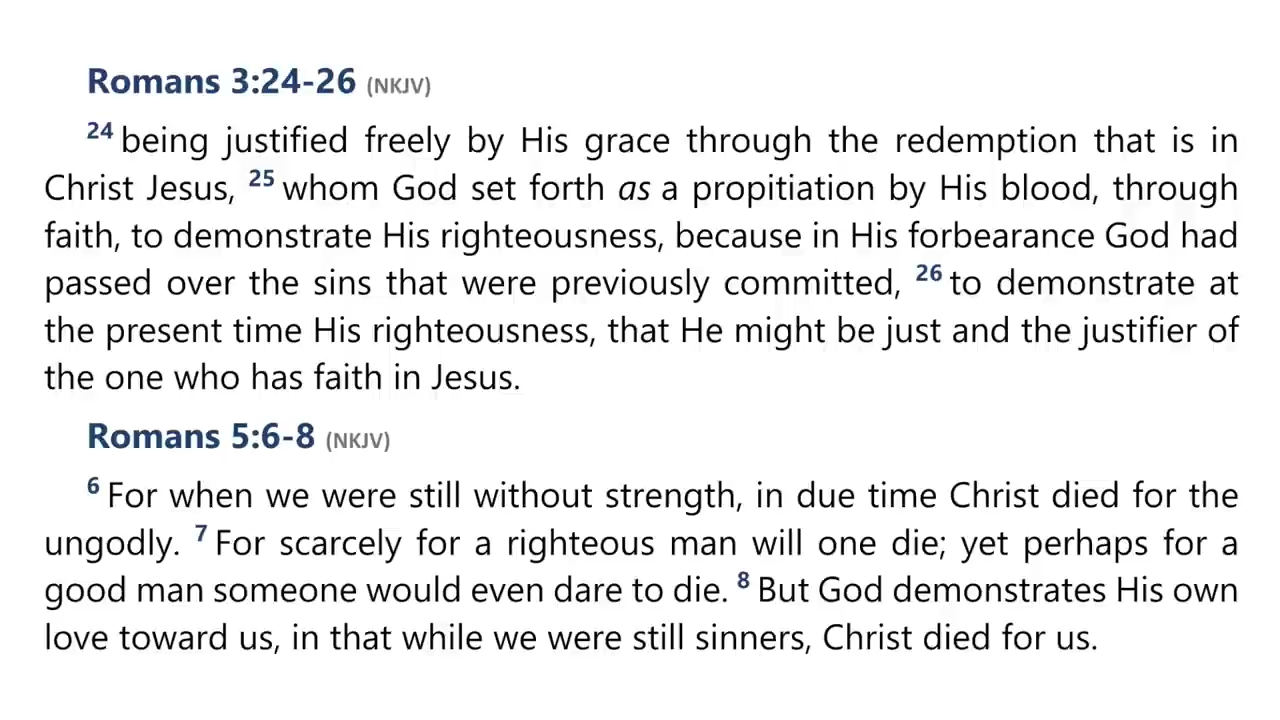 Romans 3:24-26 (NKJV)
24 being justified freely by His grace through the redemption that is in
Christ Jesus, 25 whom God set forth as a propitiation by His blood, through
faith, to demonstrate His righteousness, because in His forbearance God had
passed over the sins that were previously committed, 26 to demonstrate at
the present time His righteousness, that He might be just and the justifier of
the one who has faith in Jesus.
Romans 5:6-8 (NKJV)
6 For when we were still without strength, in due time Christ died for the
ungodly. 7 For scarcely for a righteous man will one die; yet perhaps for a
good man someone would even dare to die. 8 But God demonstrates His own
love toward us, in that while we were still sinners, Christ died for us.